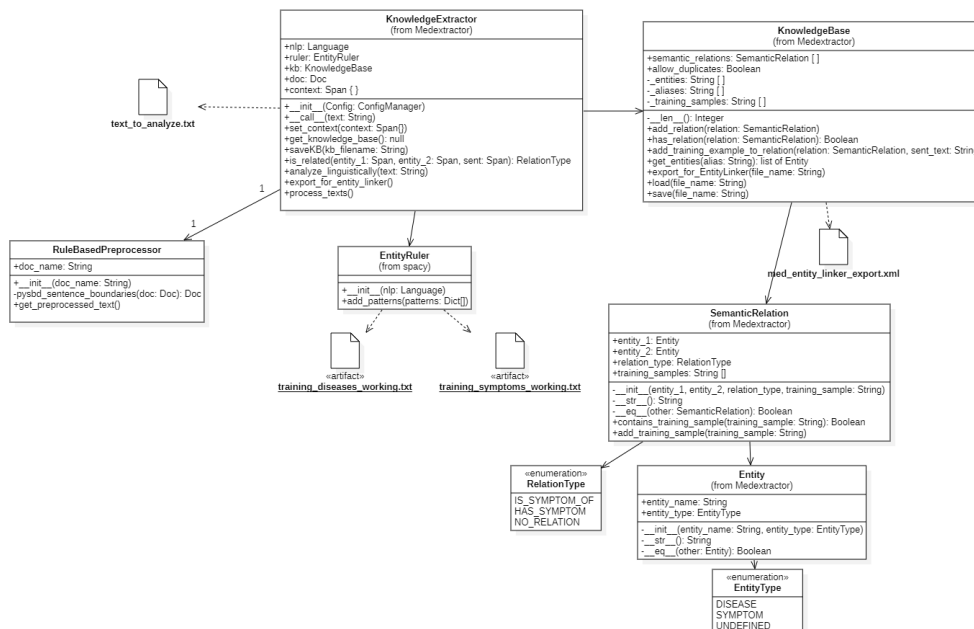 KnowledgeExtractor
(from Medextractor)
+nlp: Language
+ruler: EntityRuler
+kb: KnowledgeBase
+doc: Doc
+context: Span { }
+__init__(Config: ConfigManager)
+__call__(text: String)
+set_context(context: Span{})
+get_knowledge_base(): null
+saveKB(kb_filename: String)
+is_related(entity_1: Span, entity_2: Span, sent: Span): RelationType
+analyze_linguistically(text: String)
+export_for_entity_linker()
+process_texts()
KnowledgeBase
(from Medextractor)
+semantic_relations: SemanticRelation [ ]
+allow_duplicates: Boolean
-_entities: String [ ]
-_aliases: String [ ]
-_training_samples: String [ ]
-__len__(): Integer
+add_relation(relation: SemanticRelation)
+has_relation(relation: SemanticRelation): Boolean
+add_training_example_to_relation(relation: SemanticRelation, sent_text: String
+get_entities(alias: String): list of Entity
+export_for_EntityLinker(file_name: String)
+load(file_name: String)
+save(file_name: String)
text_to_analyze.txt
1
1
RuleBasedPreprocessor
+doc_name: String
+__init__(doc_name: String)
-pysbd_sentence_boundaries(doc: Doc): Doc
+get_preprocessed_text()
EntityRuler
(from spacy)
+__init__(nlp: Language)
+add_patterns(patterns: Dict[])
med_entity_linker_export.xml
«artifact»
training_diseases_working.txt
«artifact»
training_symptoms_working.txt
SemanticRelation
(from Medextractor)
+entity_1: Entity
+entity_2: Entity
+relation_type: RelationType
+training_samples: String []
-__init__(entity_1, entity_2, relation_type, training_sample: String)
-__str__(): String
-__eq__(other: SemanticRelation): Boolean
+contains_training_sample(training_sample: String): Boolean
+add_training_sample(training_sample: String)
«enumeration»
RelationType
IS_SYMPTOM_OF
HAS_SYMPTOM
NO_RELATION
Entity
(from Medextractor)
+entity_name: String
+entity_type: EntityType
-__init__(entity_name: String, entity_type: EntityType)
-__str__(): String
-__eq__(other: Entity): Boolean
«enumeration»
EntityType
DISEASE
SYMPTOM
UNDEFINED